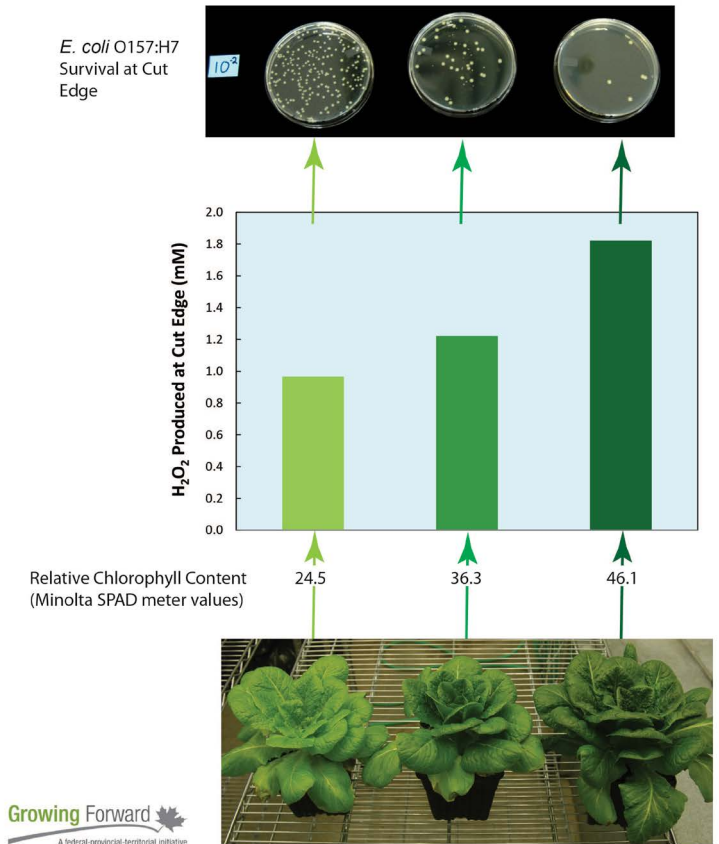 E. coli O157:H7
Survival at Cut
Edge
10-2
2.0
1.8
1.6
1.4
1.2
1.0
0.8
0.6
0.4
0.2
0.0
H2O2 Produced at Cut Edge (mM)
Relative Chlorophyll Content 24.5 36.3 46.1
(Minolta SPAD meter values)
Growing Forward
A federal-provincial-territorial initiative